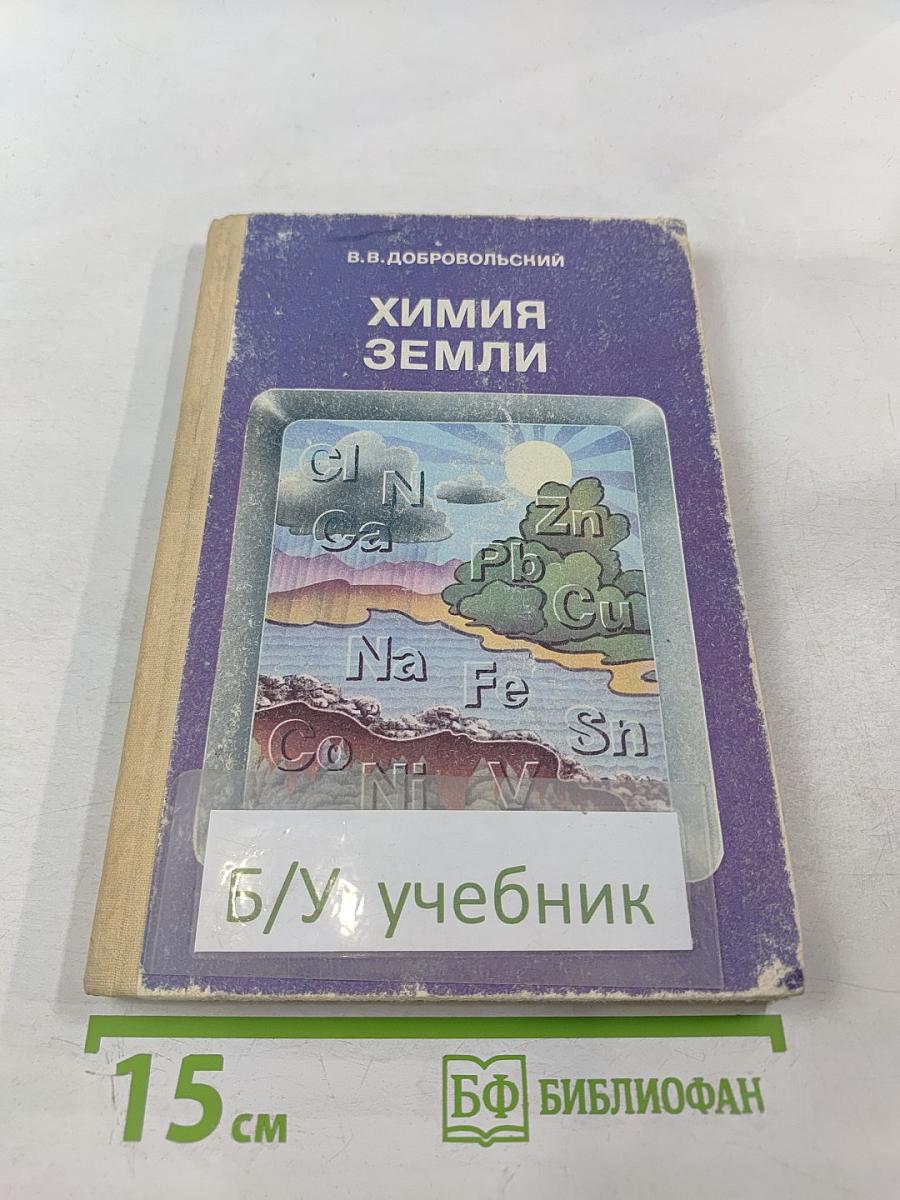 В.В.ДОБРОВОЛЬСКИЙ
ХИМИЯ
ЗЕМЛИ
Cl
N
Ca
Zn
Pb
Cu
Na
Fe
Sn
Co
Ni
V
Б/У учебник
15 см
БФ БИБЛИОФАН